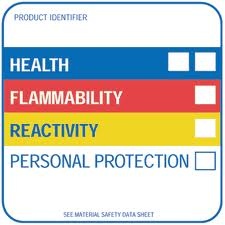 PRODUCT IDENTIFIER
HEALTH
FLAMMABILITY
REACTIVITY
PERSONAL PROTECTION
SEE MATERIAL SAFETY DATA SHEET